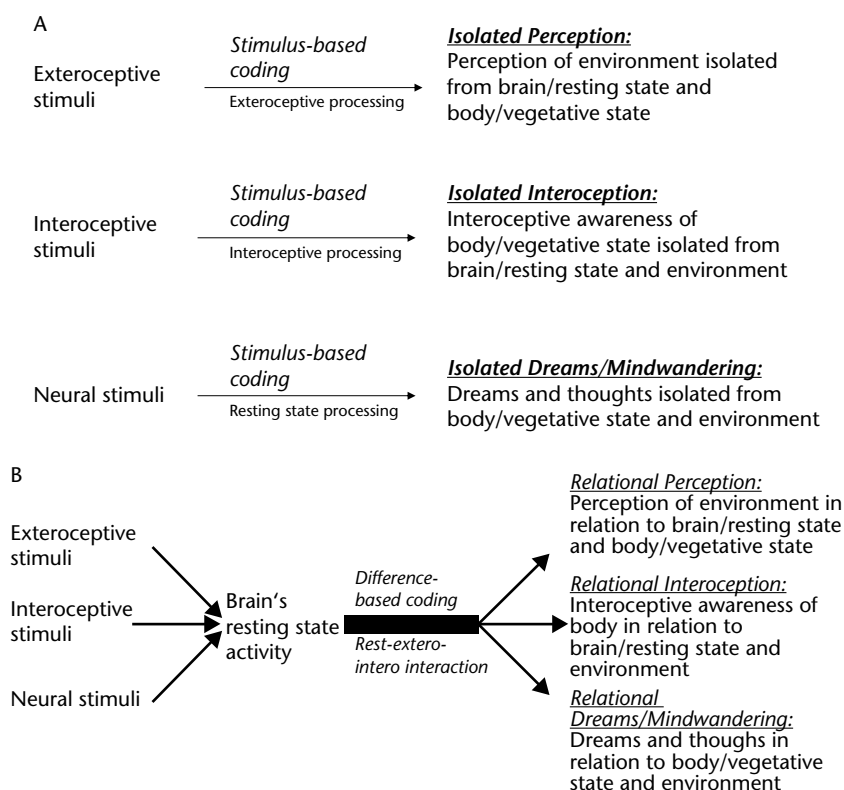 A
Exteroceptive
stimuli
Stimulus-based
coding
Exteroceptive processing
Isolated Perception:
Perception of environment isolated
from brain/resting state and
body/vegetative state
Interoceptive
stimuli
Stimulus-based
coding
Interoceptive processing
Isolated Interoception:
Interoceptive awareness of
body/vegetative state isolated from
brain/resting state and environment
Neural stimuli
Stimulus-based
coding
Resting state processing
Isolated Dreams/Mindwandering:
Dreams and thoughts isolated from
body/vegetative state and environment
B
Exteroceptive
stimuli
Interoceptive
stimuli
Neural stimuli
Brain‘s
resting state
activity
Difference-
based coding
Rest-extero-
intero interaction
Relational Perception:
Perception of environment in
relation to brain/resting state
and body/vegetative state
Relational Interoception:
Interoceptive awareness of
body in relation to
brain/resting state and
environment
Relational
Dreams/Mindwandering:
Dreams and thoughs in
relation to body/vegetative
state and environment